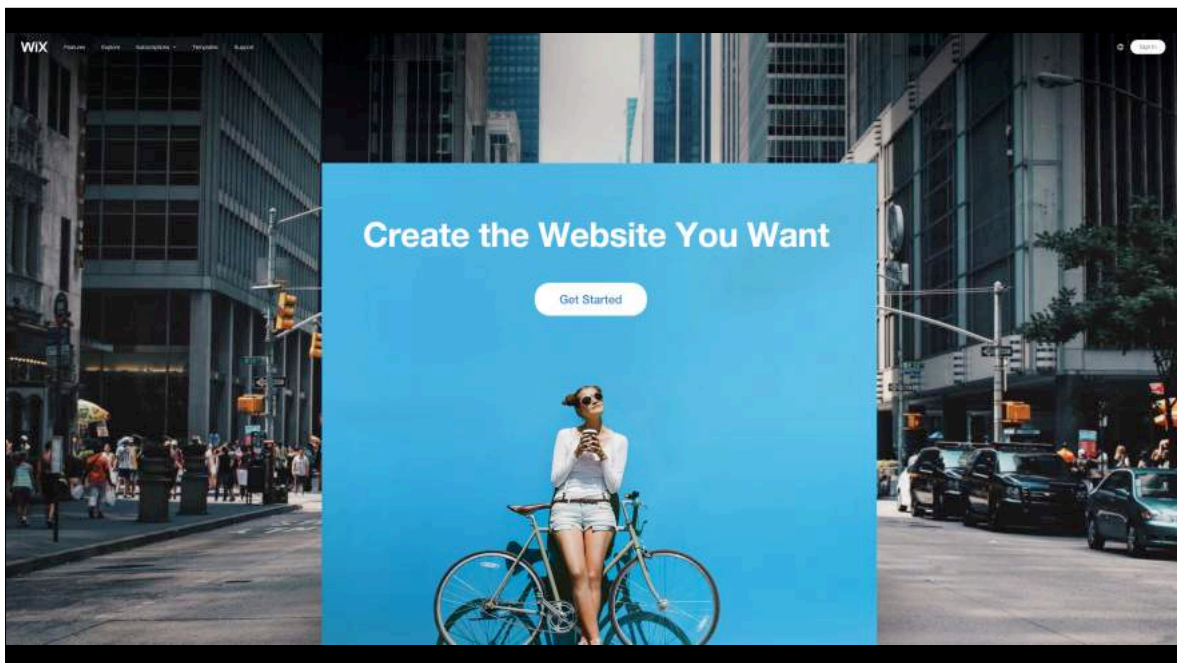 WiX
Features Explore Subscriptions Templates Support
Sign In
Create the Website You Want
Get Started